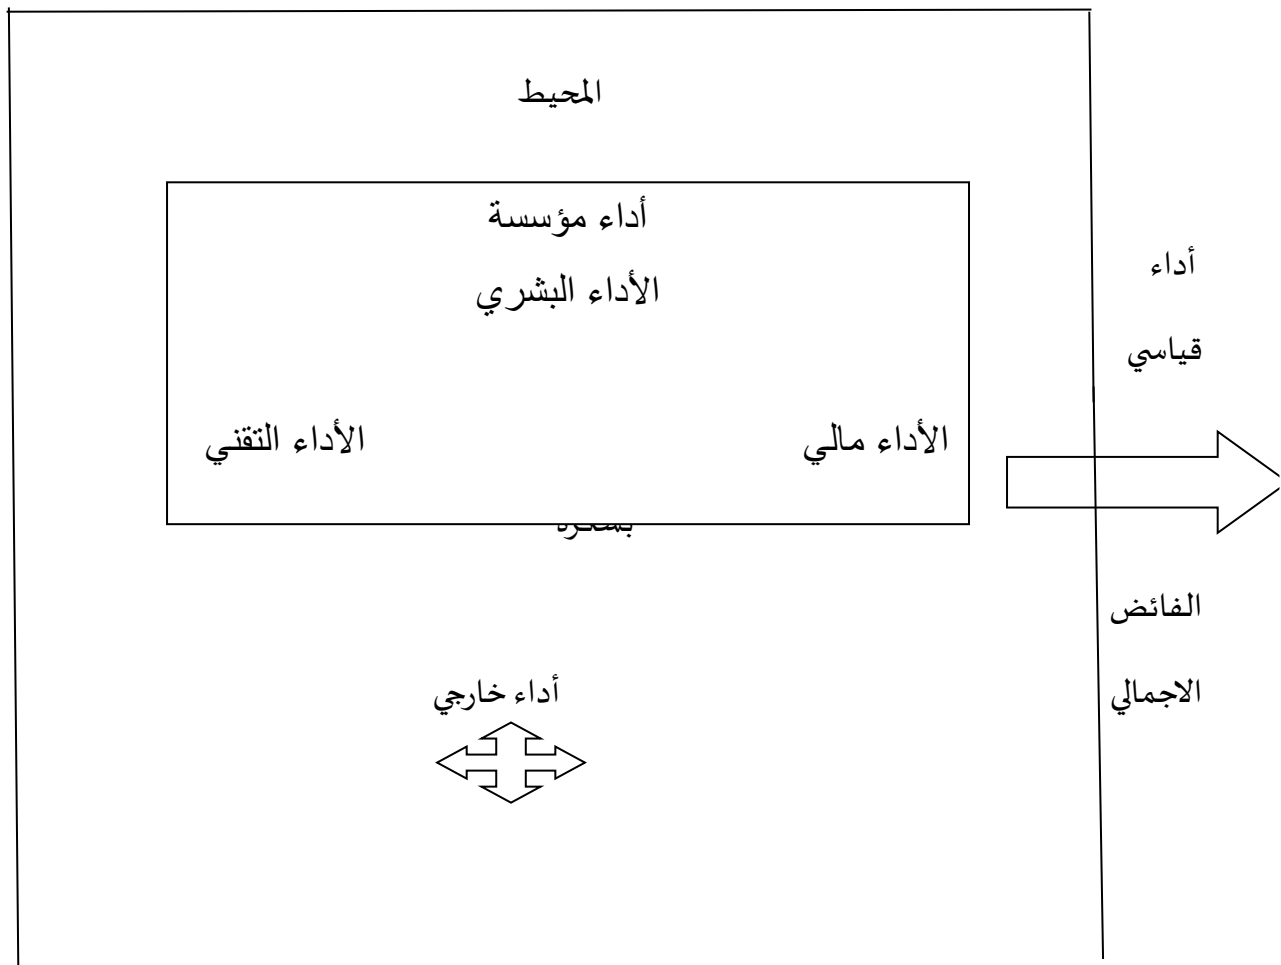 المحيط
أداء مؤسسة
الأداء البشري
الأداء مالي
الأداء التقني
أداء
قياسي
الفائض
الاجمالي
أداء خارجي